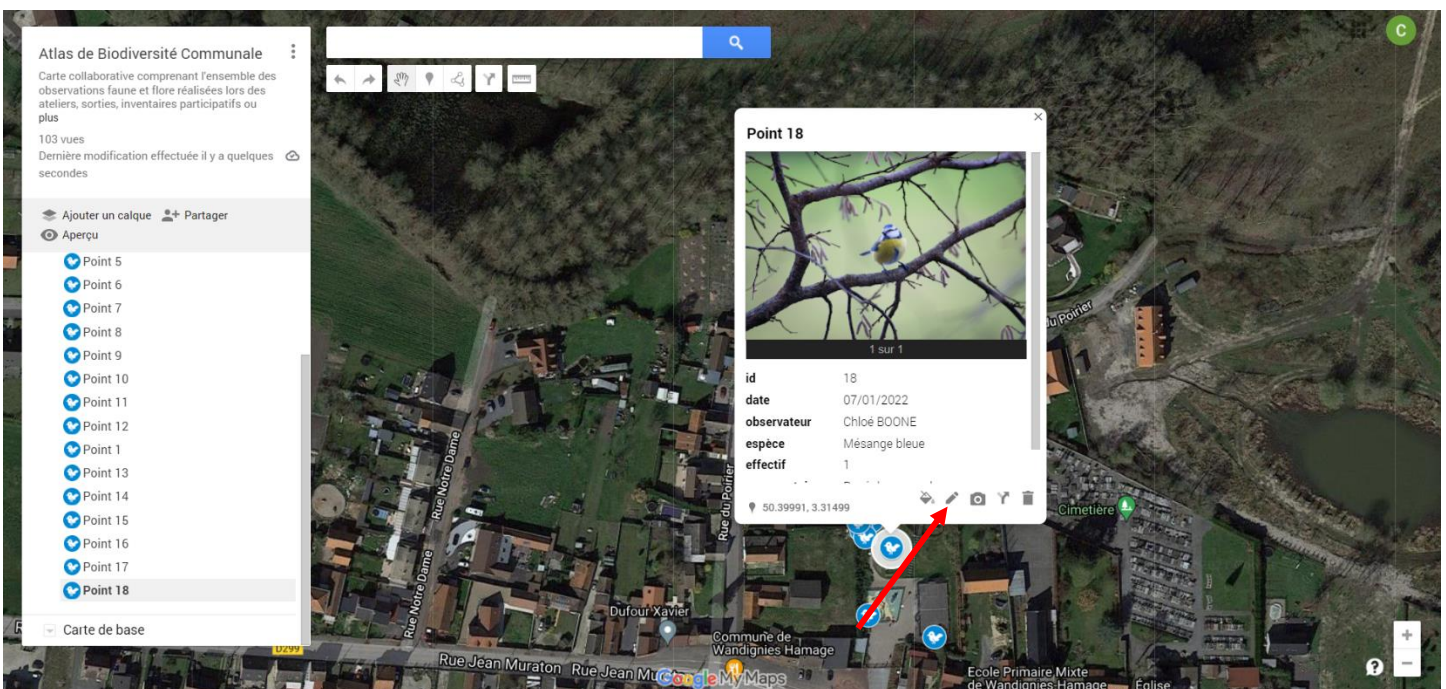 Atlas de Biodiversité Communale
Carte collaborative comprenant l'ensemble des
observations faune et flore réalisées lors des
ateliers, sorties, inventaires participatifs ou
plus
103 vues
Dernière modification effectuée il y a quelques
secondes
Ajouter un calque Partager
Aperçu
Point 5
Point 6
Point 7
Point 8
Point 9
Point 10
Point 11
Point 12
Point 1
Point 13
Point 14
Point 15
Point 16
Point 17
Point 18
Carte de base
C
Point 18
1 sur 1
id 18
date 07/01/2022
observateur Chloé BOONE
espèce Mésange bleue
effectif 1
50.39991, 3.31499
du Poirier
Rue Notre Dame
Rue Notre Dame
Rue du Poirier
Cimetière
Dufour Xavier
Commune de
Wandignies Hamage
D299
Rue Jean Muraton Rue Jean Mu
Google My Maps
Ecole Primaire Mixte
de Wandignies-Hamage
Église
+
?
−